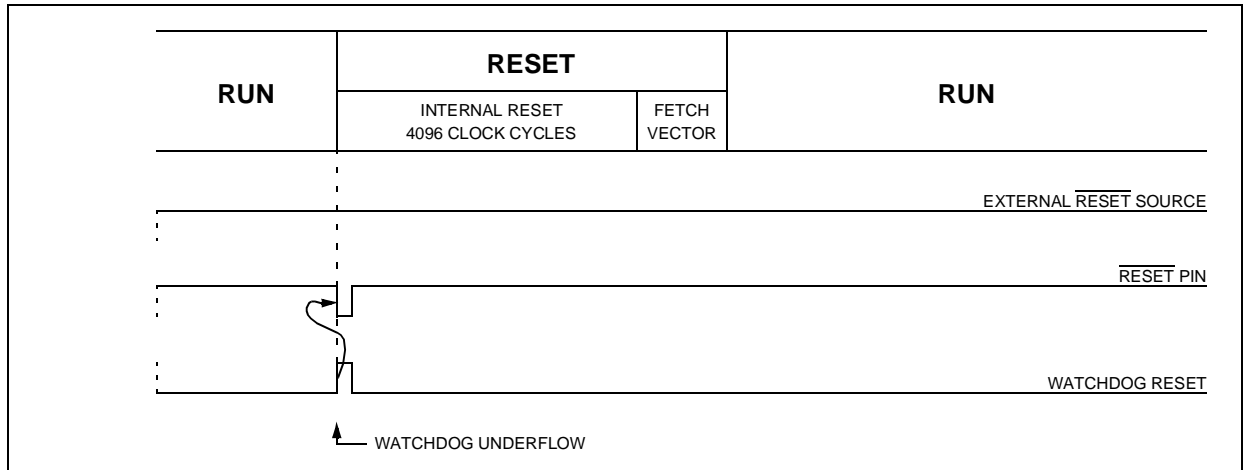 RUN
RESET
INTERNAL RESET
4096 CLOCK CYCLES
FETCH
VECTOR
RUN
EXTERNAL RESET SOURCE
RESET PIN
WATCHDOG RESET
WATCHDOG UNDERFLOW